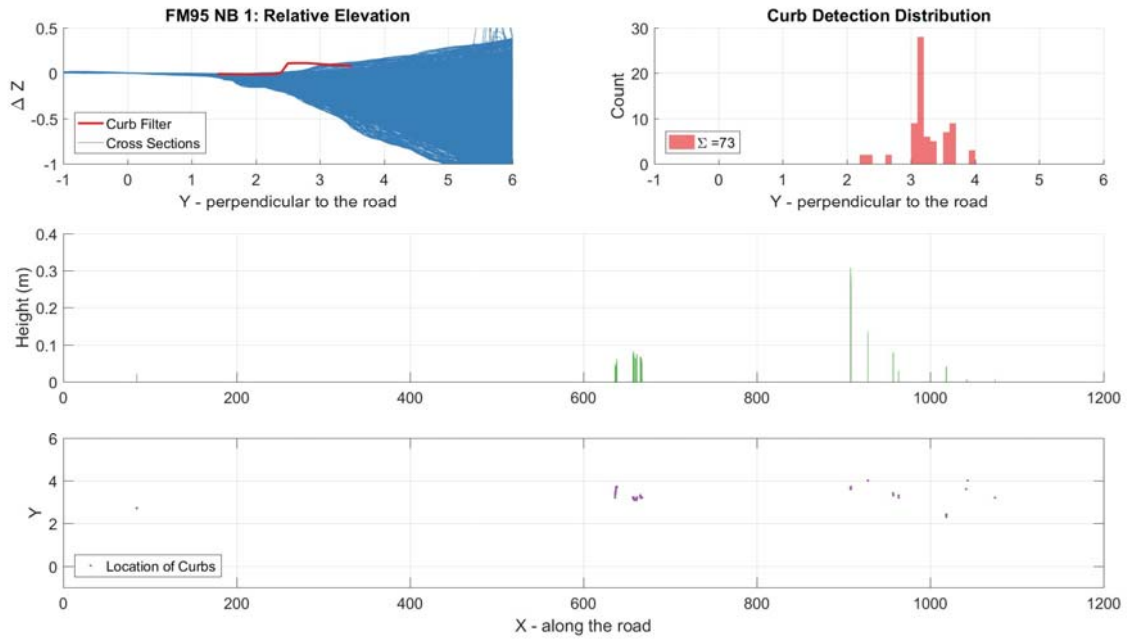 FM95 NB 1: Relative Elevation
0.5
0
-0.5
-1
Δ Z
Curb Filter
Cross Sections
-1 0 1 2 3 4 5 6
Y - perpendicular to the road
Curb Detection Distribution
30
20
10
0
Count
Σ =73
-1 0 1 2 3 4 5 6
Y - perpendicular to the road
0.4
0.3
0.2
0.1
0
Height (m)
0 200 400 600 800 1000 1200
6
4
2
0
Y
Location of Curbs
0 200 400 600 800 1000 1200
X - along the road